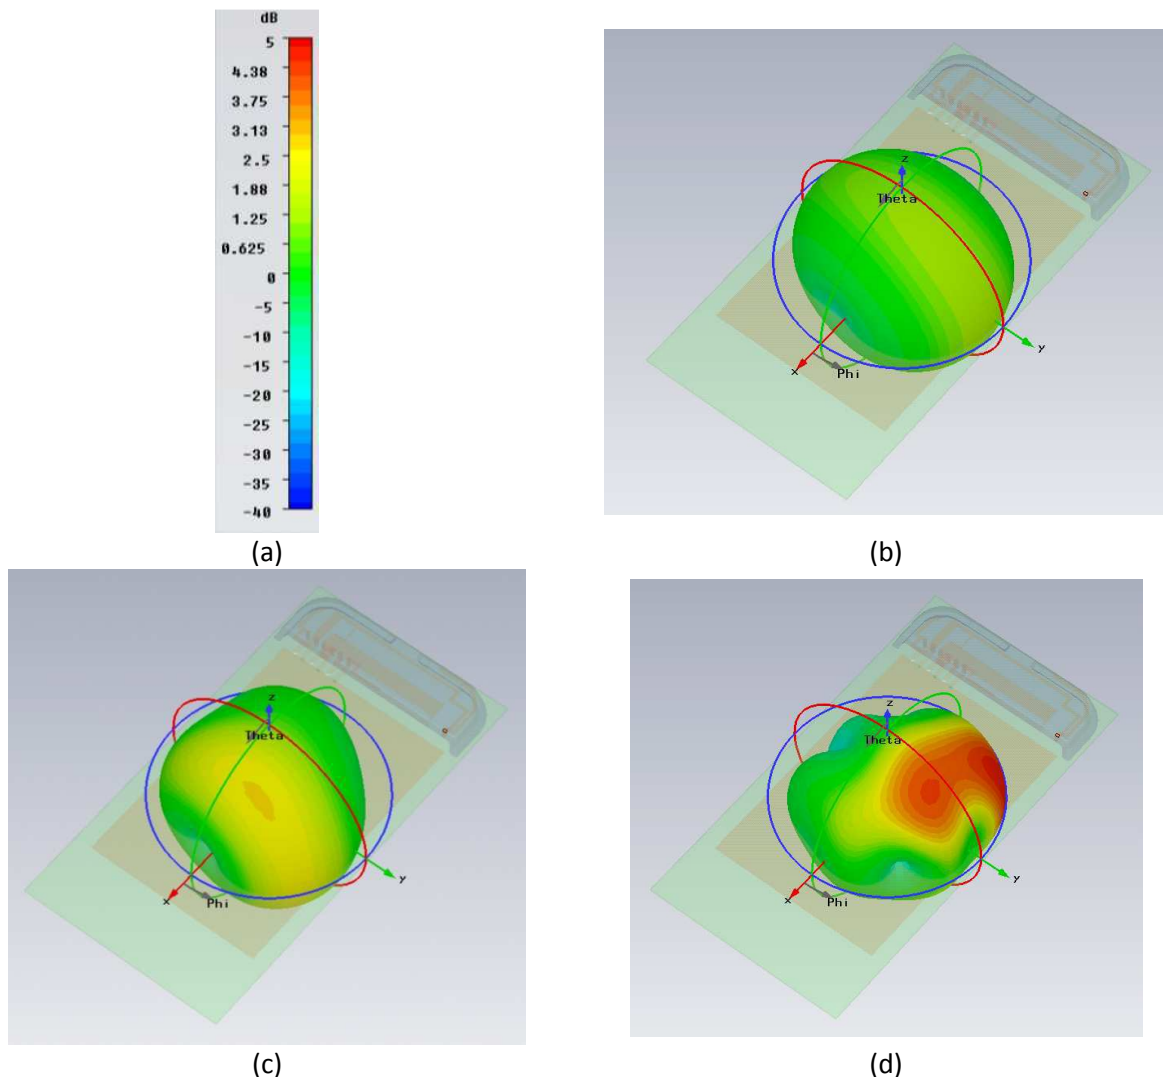 dB
5
4.38
3.75
3.13
2.5
1.88
1.25
0.625
0
-5
-10
-15
-20
-25
-30
-35
-40
(a)
z
Theta
y
x
Phi
(b)
z
Theta
y
x
Phi
(c)
z
Theta
y
x
Phi
(d)